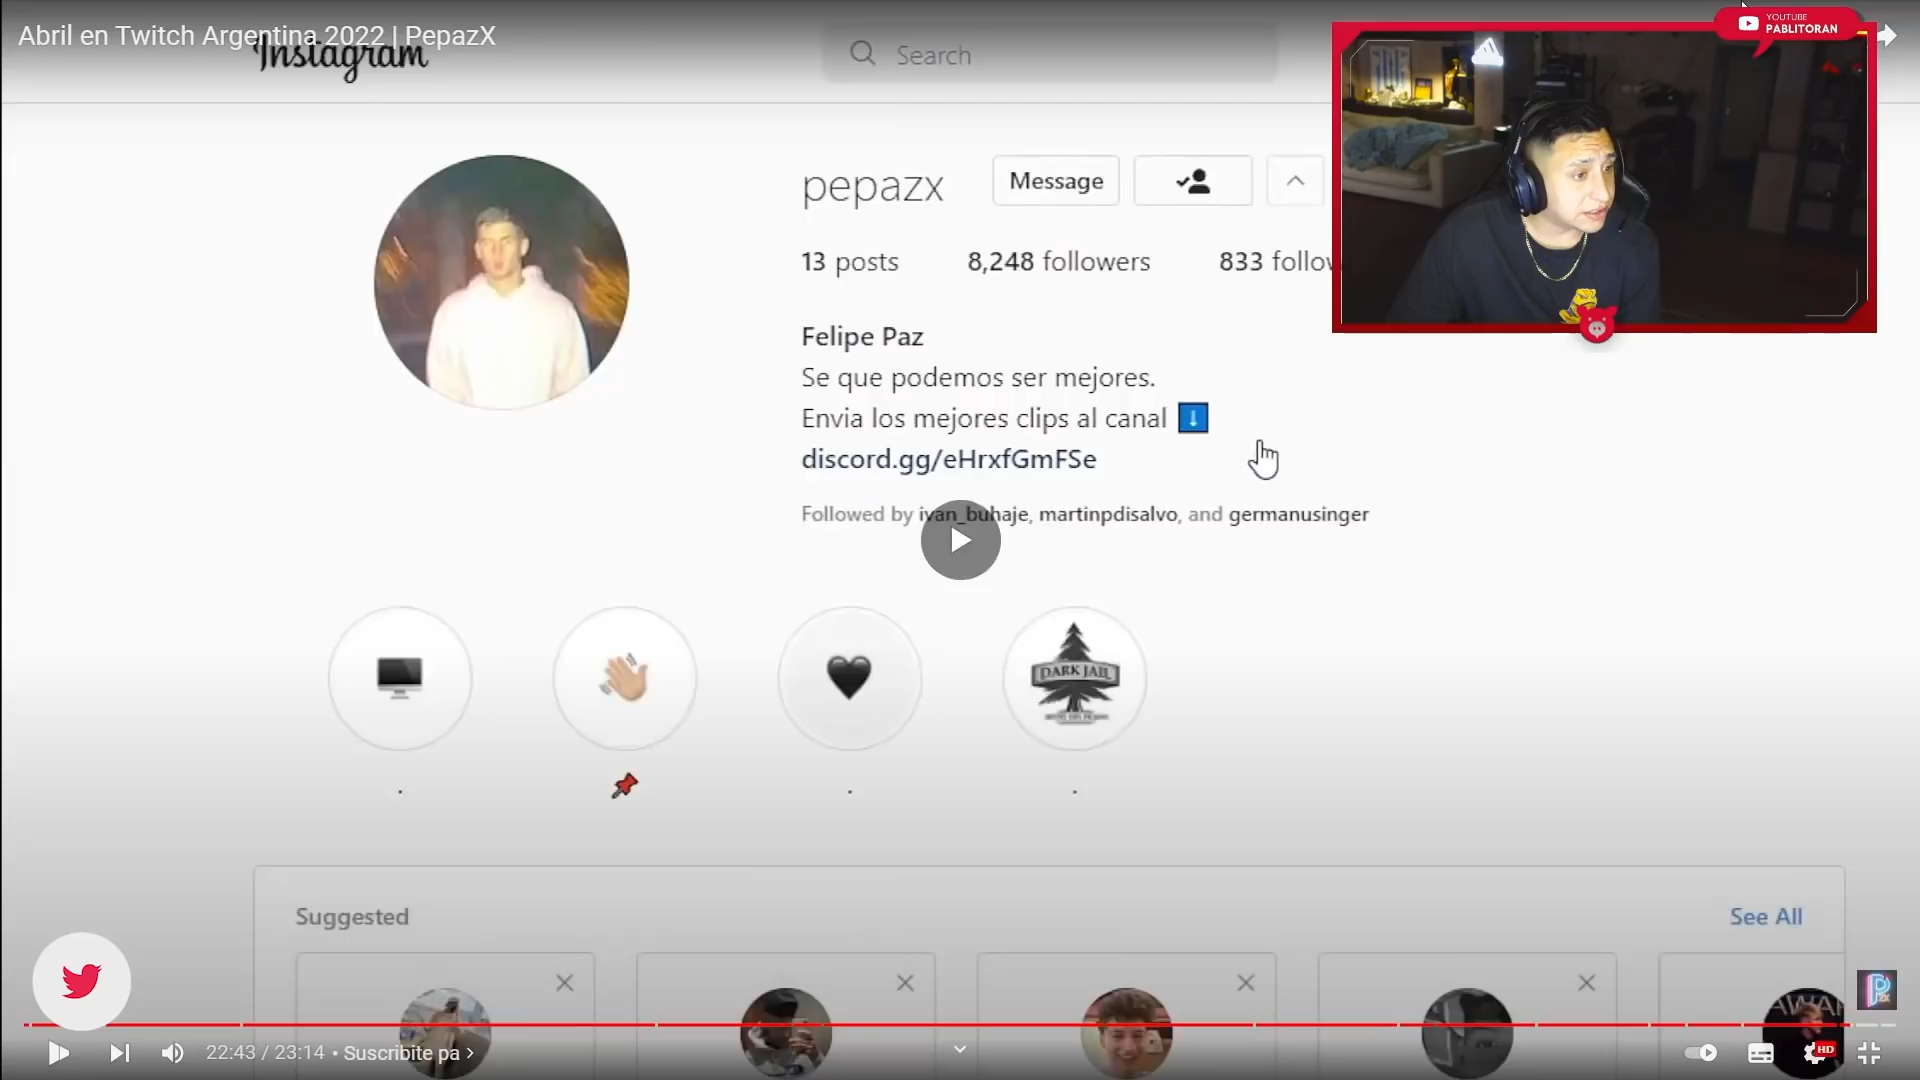 Abril en Twitch Argentina 2022 | PepazX
Instagram
Search
YOUTUBE
PABLITORAN
pepazx
Message
13 posts
8,248 followers
833 follow
Felipe Paz
Se que podemos ser mejores.
Envia los mejores clips al canal ⬇️
discord.gg/eHrxfGmFSe
Followed by ivan_buhaje, martinpdisalvo, and germanusinger
DARK JAIL
Suggested
See All
22:43 / 23:14 • Suscribite pa
HD